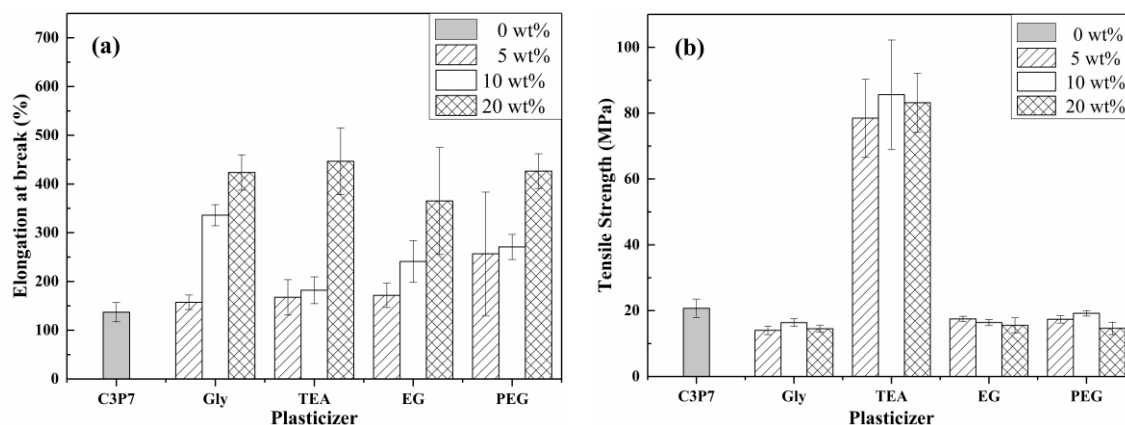 (a)
0 wt%
5 wt%
10 wt%
20 wt%
Elongation at break (%)
700
600
500
400
300
200
100
0
C3P7 Gly TEA EG PEG
Plasticizer
(b)
0 wt%
5 wt%
10 wt%
20 wt%
Tensile Strength (MPa)
100
80
60
40
20
0
C3P7 Gly TEA EG PEG
Plasticizer